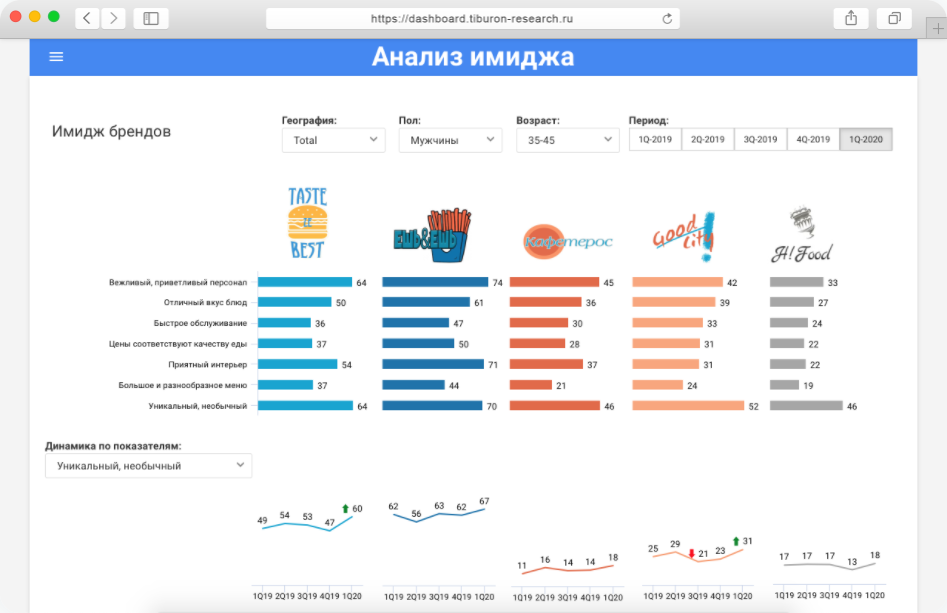 https://dashboard.tiburon-research.ru
Анализ имиджа
Имидж брендов
География: Пол: Возраст: Период:
Total Мужчины 35-45 1Q-2019 2Q-2019 3Q-2019 4Q-2019 1Q-2020
TASTE
ZE
BEST
ЕШЬ&ЕШЬ
Кафетерос
Good
City!
H!Food
Вежливый, приветливый персонал 64 74 45 42 33
Отличный вкус блюд 50 61 36 39 27
Быстрое обслуживание 36 47 30 33 24
Цены соответствуют качеству еды 37 50 28 31 22
Приятный интерьер 54 71 37 31 22
Большое и разнообразное меню 37 44 21 24 19
Уникальный, необычный 64 70 46 52 46
Динамика по показателям:
Уникальный, необычный
49 54 53 47 60
62 56 63 62 67
11 16 14 14 18
25 29 21 23 31
17 17 17 13 18
1Q19 2Q19 3Q19 4Q19 1Q20 1Q19 2Q19 3Q19 4Q19 1Q20 1Q19 2Q19 3Q19 4Q19 1Q20 1Q19 2Q19 3Q19 4Q19 1Q20 1Q19 2Q19 3Q19 4Q19 1Q20